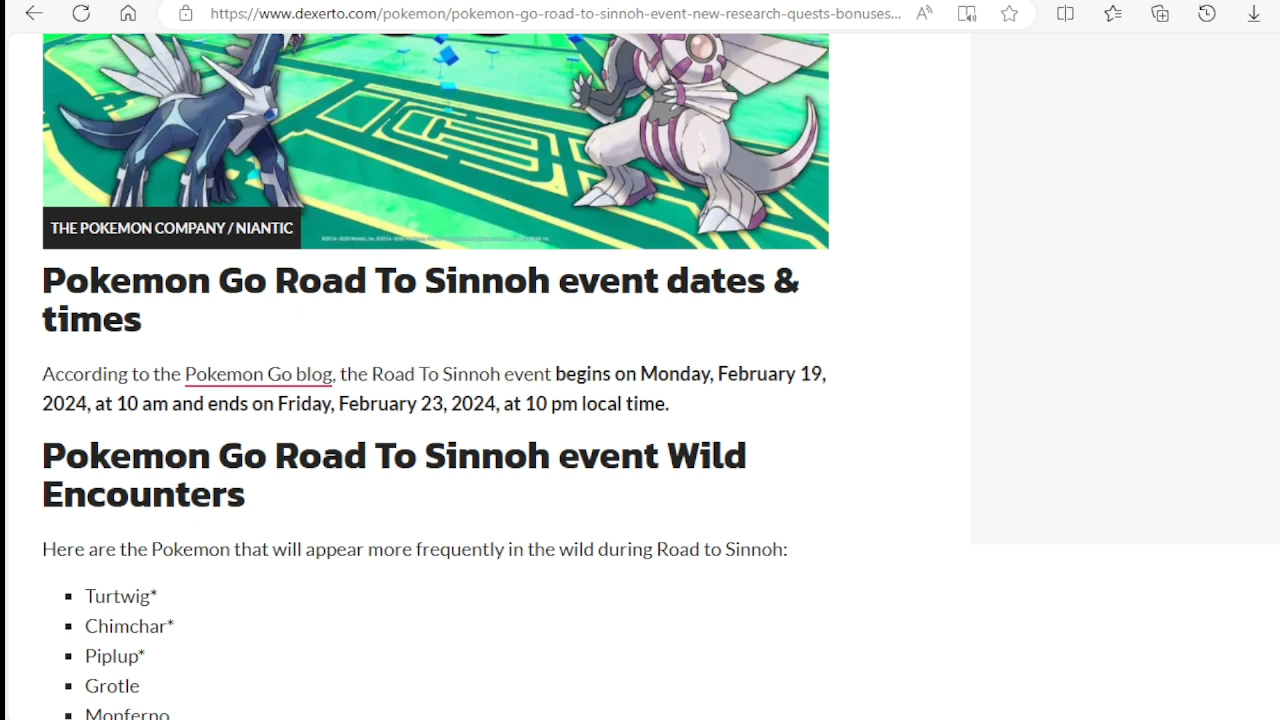 https://www.dexerto.com/pokemon/pokemon-go-road-to-sinnoh-event-new-research-quests-bonuses...
THE POKEMON COMPANY / NIANTIC
Pokemon Go Road To Sinnoh event dates &
times
According to the Pokemon Go blog, the Road To Sinnoh event begins on Monday, February 19,
2024, at 10 am and ends on Friday, February 23, 2024, at 10 pm local time.
Pokemon Go Road To Sinnoh event Wild
Encounters
Here are the Pokemon that will appear more frequently in the wild during Road to Sinnoh:
Turtwig*
Chimchar*
Piplup*
Grotle
Monferno